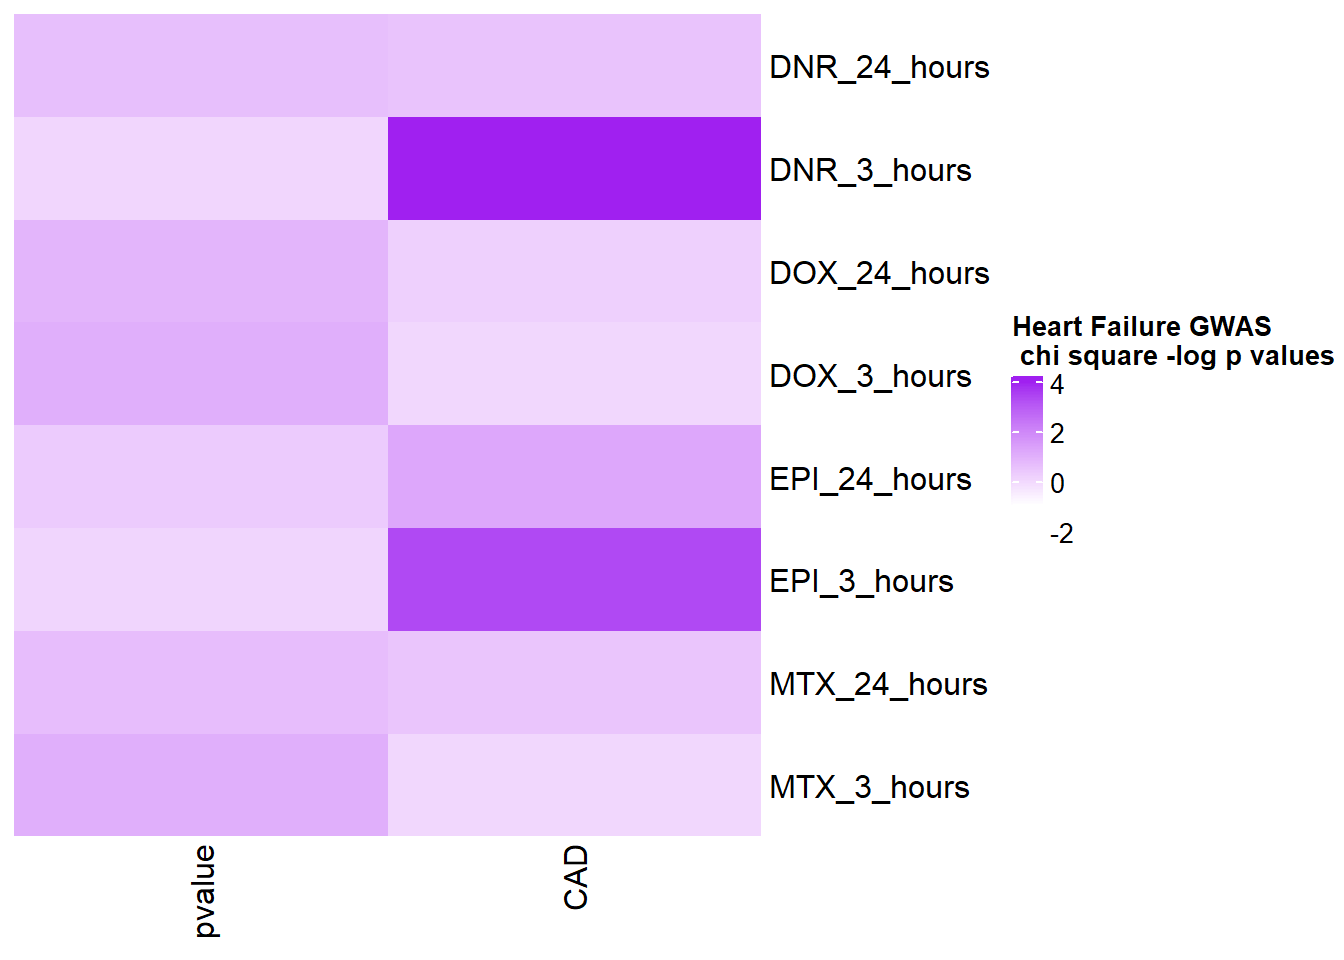 DNR_24_hours
DNR_3_hours
DOX_24_hours
DOX_3_hours
EPI_24_hours
EPI_3_hours
MTX_24_hours
MTX_3_hours
Heart Failure GWAS
chi square -log p values
4
2
0
-2
pvalue
CAD